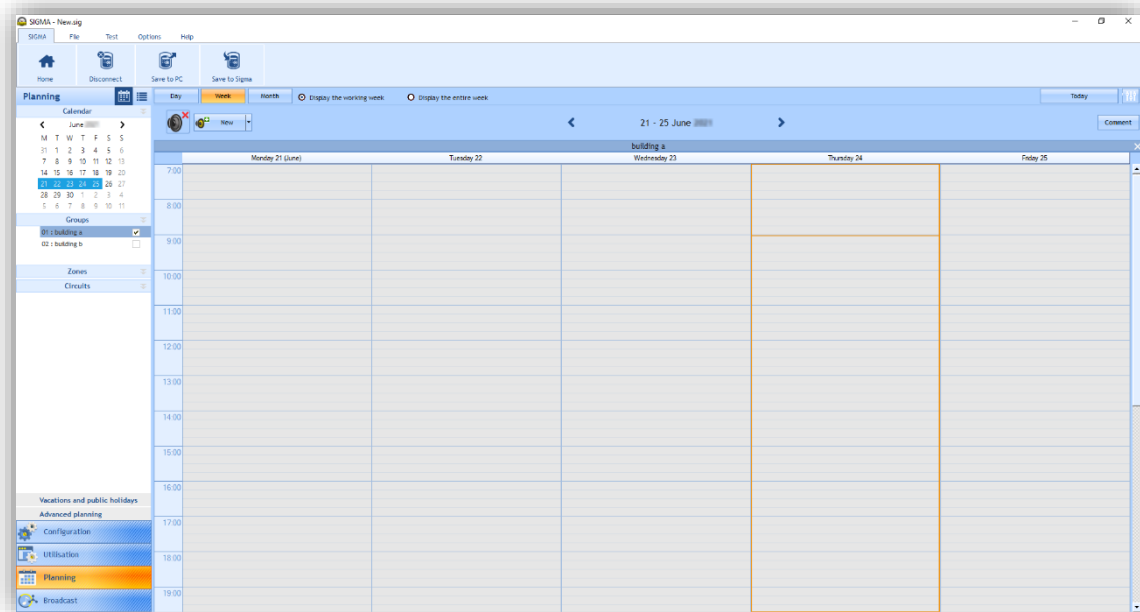 SIGMA - New.sig
SIGMA File Test Options Help
Home Disconnect Save to PC Save to Sigma
Planning
Day Week Month Display the working week Display the entire week Today
Calendar
June
M T W T F S S
31 1 2 3 4 5 6
7 8 9 10 11 12 13
14 15 16 17 18 19 20
21 22 23 24 25 26 27
28 29 30 1 2 3 4
5 6 7 8 9 10 11
New
21 - 25 June
Comment
building a
Monday 21 (June) Tuesday 22 Wednesday 23 Thursday 24 Friday 25
Groups
01 : building a
02 : building b
Zones
Circuits
7:00
8:00
9:00
10:00
11:00
12:00
13:00
14:00
15:00
16:00
17:00
18:00
19:00
Vacations and public holidays
Advanced planning
Configuration
Utilisation
Planning
Broadcast